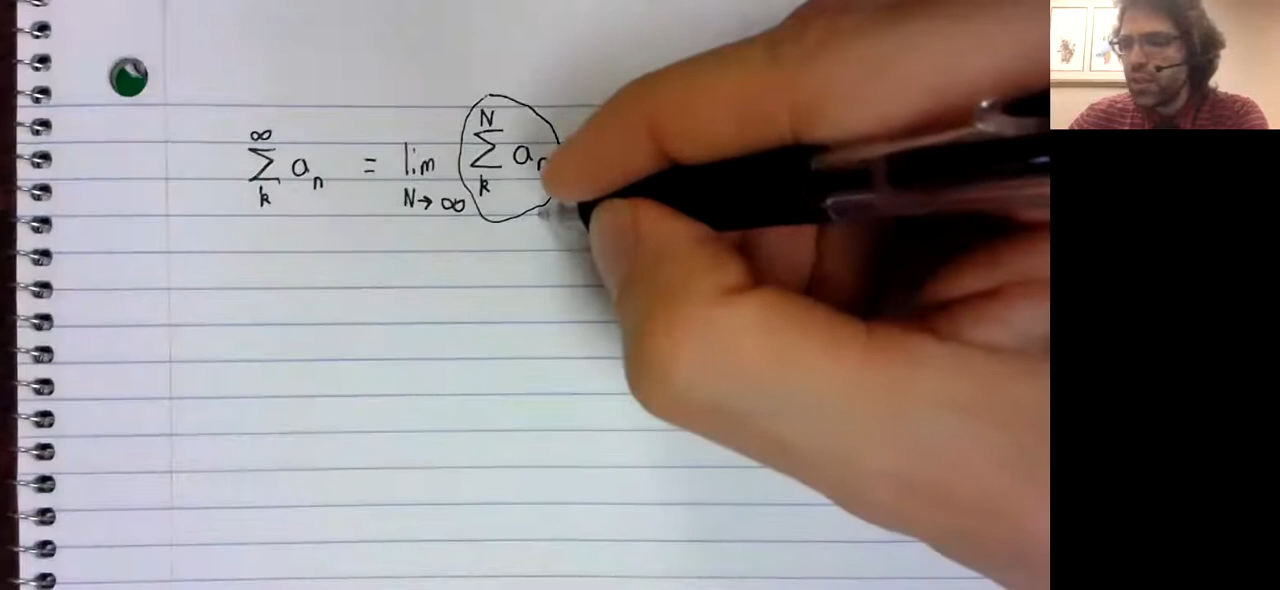 ∞∑k aₙ = lim N→∞ N∑k aₙ